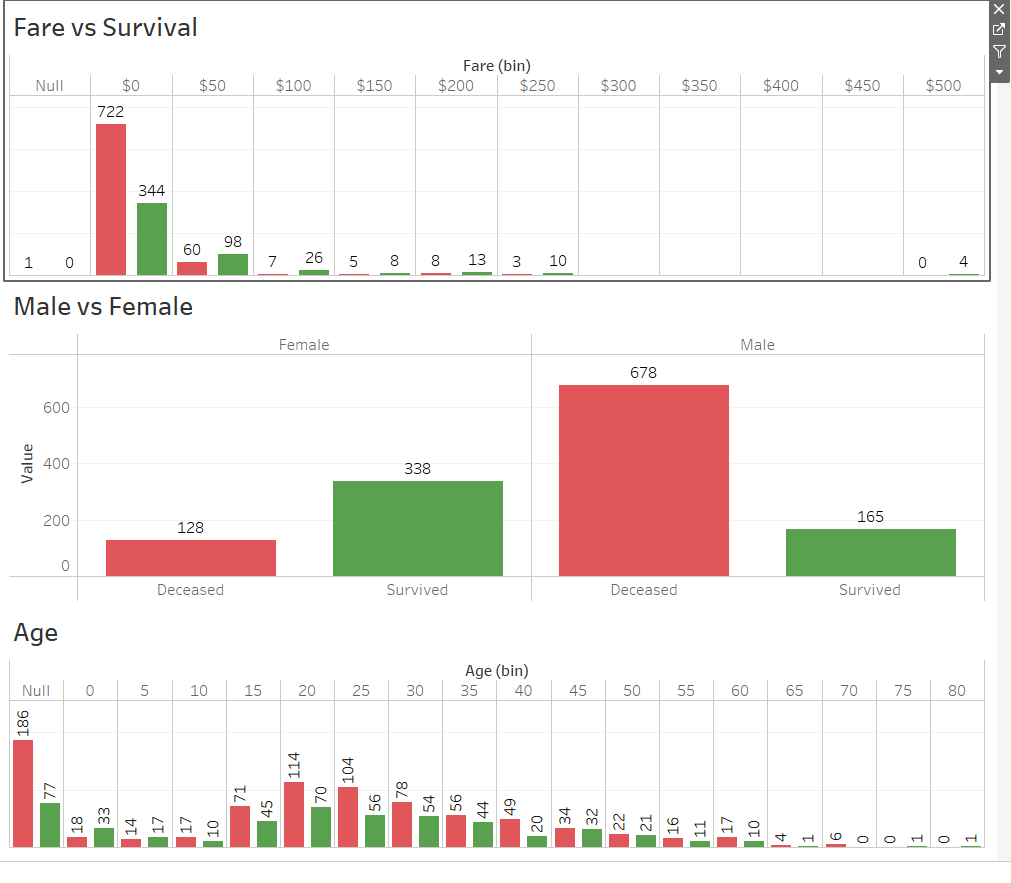 Fare vs Survival
Fare (bin)
Null $0 $50 $100 $150 $200 $250 $300 $350 $400 $450 $500
722
344
60 98
1 0 7 26 5 8 8 13 3 10 0 4
Male vs Female
Female Male
678
600
Value
400
338
200
128 165
0
Deceased Survived Deceased Survived
Age
Age (bin)
Null 0 5 10 15 20 25 30 35 40 45 50 55 60 65 70 75 80
186 77 18 33 14 17 17 10 71 45 114 70 104 56 78 54 56 44 49 20 34 32 22 21 16 11 17 10 4 1 6 0 0 1 0 1